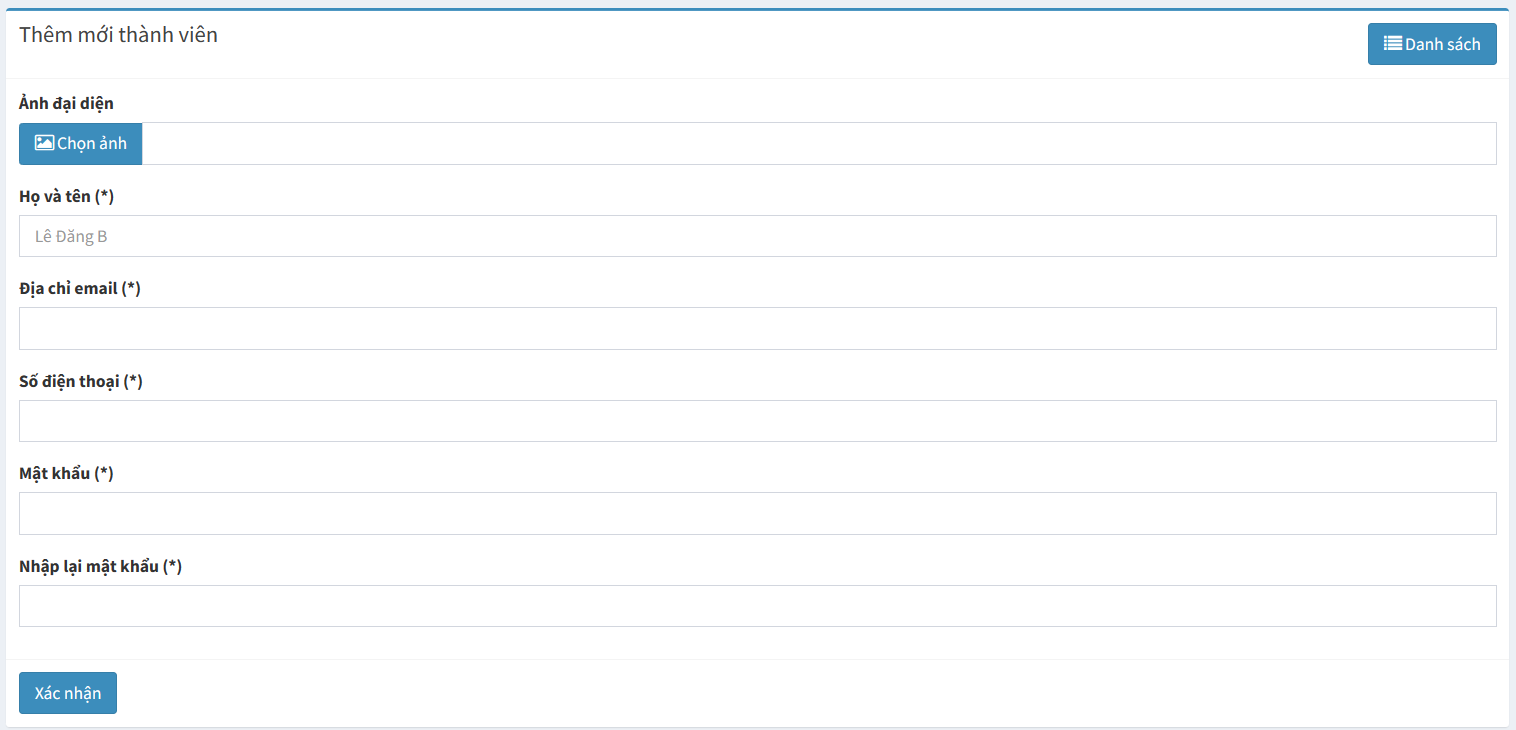 Thêm mới thành viên
Danh sách
Ảnh đại diện
Chọn ảnh
Họ và tên (*)
Lê Đăng B
Địa chỉ email (*)
Số điện thoại (*)
Mật khẩu (*)
Nhập lại mật khẩu (*)
Xác nhận